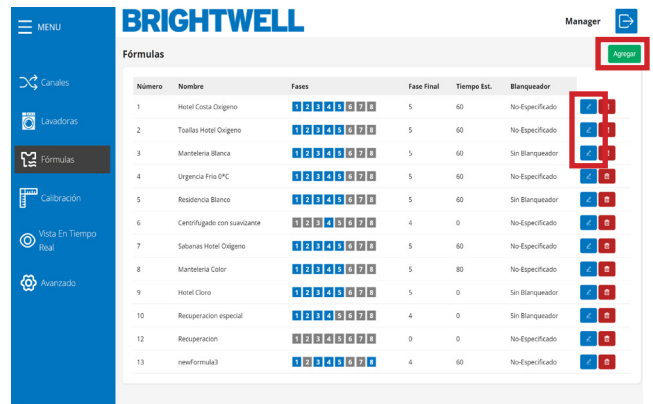 MENU
BRIGHTWELL
Manager
Fórmulas
Agregar
Canales
Lavadoras
Fórmulas
Calibración
Vista En Tiempo
Real
Avanzado
Número Nombre Fases Fase Final Tiempo Est. Blanqueador
1 Hotel Costa Oxigeno 1 2 3 4 5 6 7 8 5 60 No-Especificado
2 Toallas Hotel Oxigeno 1 2 3 4 5 6 7 8 5 60 No-Especificado
3 Manteleria Blanca 1 2 3 4 5 6 7 8 5 60 Sin Blanqueador
4 Urgencia Frio 0ºC 1 2 3 4 5 6 7 8 5 60 No-Especificado
5 Residencia Blanco 1 2 3 4 5 6 7 8 5 60 Sin Blanqueador
6 Centrifugado con suavizante 1 2 3 4 5 6 7 8 4 0 No-Especificado
7 Sabanas Hotel Oxigeno 1 2 3 4 5 6 7 8 5 60 No-Especificado
8 Manteleria Color 1 2 3 4 5 6 7 8 5 80 No-Especificado
9 Hotel Cloro 1 2 3 4 5 6 7 8 5 0 Sin Blanqueador
10 Recuperacion especial 1 2 3 4 5 6 7 8 4 0 Sin Blanqueador
12 Recuperacion 1 2 3 4 5 6 7 8 0 0 No-Especificado
13 newFormula3 1 2 3 4 5 6 7 8 4 60 No-Especificado